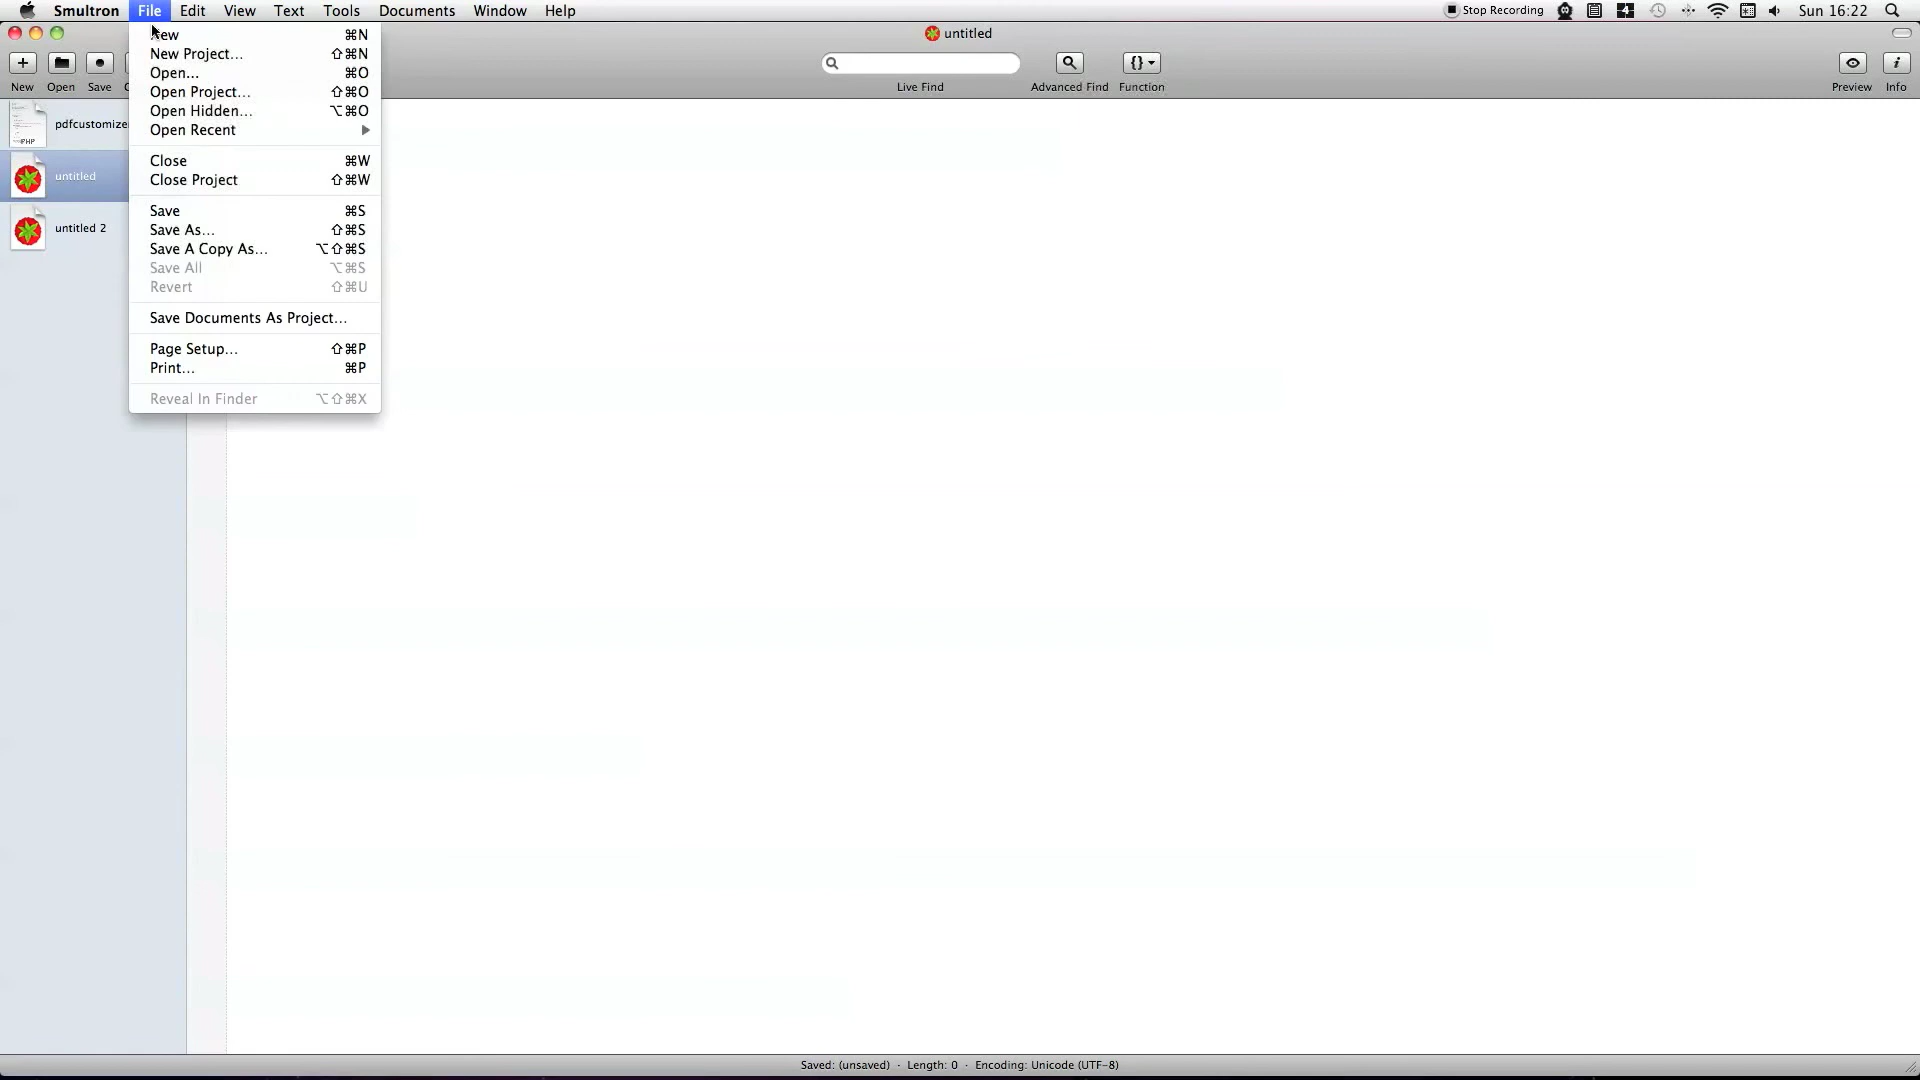 Smultron File Edit View Text Tools Documents Window Help Stop Recording 4 Sun 16:22
untitled
New Open Save Live Find Advanced Find {} Function Preview i Info
New ⌘N
New Project... ⇧⌘N
Open... ⌘O
Open Project... ⇧⌘O
Open Hidden... ⌥⌘O
Open Recent
Close ⌘W
Close Project ⇧⌘W
Save ⌘S
Save As... ⇧⌘S
Save A Copy As... ⌥⇧⌘S
Save All ⌥⌘S
Revert ⇧⌘U
Save Documents As Project...
Page Setup... ⇧⌘P
Print... ⌘P
Reveal In Finder ⌥⇧⌘X
PHP
pdfcustomize
untitled
untitled 2
Saved: (unsaved) · Length: 0 · Encoding: Unicode (UTF-8)